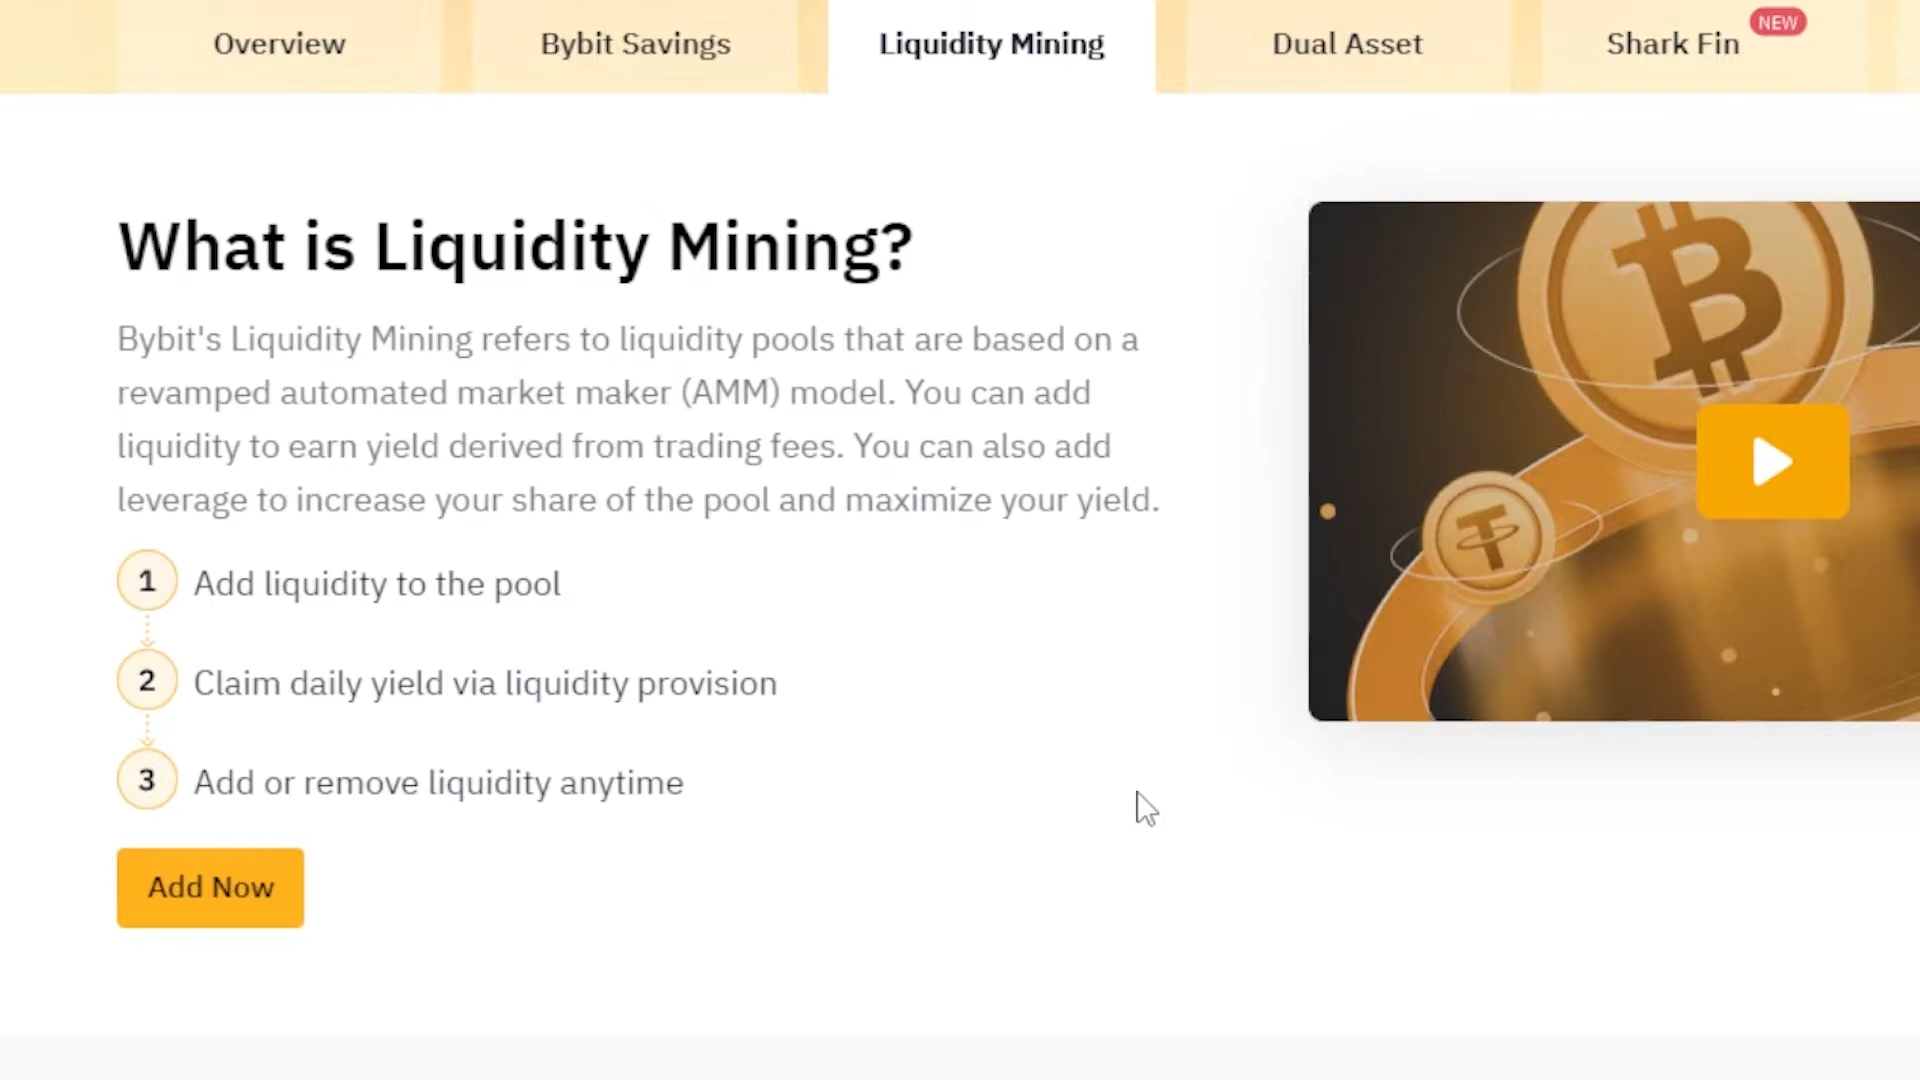 Overview
Bybit Savings
Liquidity Mining
Dual Asset
Shark Fin
NEW
What is Liquidity Mining?
Bybit's Liquidity Mining refers to liquidity pools that are based on a
revamped automated market maker (AMM) model. You can add
liquidity to earn yield derived from trading fees. You can also add
leverage to increase your share of the pool and maximize your yield.
1 Add liquidity to the pool
2 Claim daily yield via liquidity provision
3 Add or remove liquidity anytime
Add Now